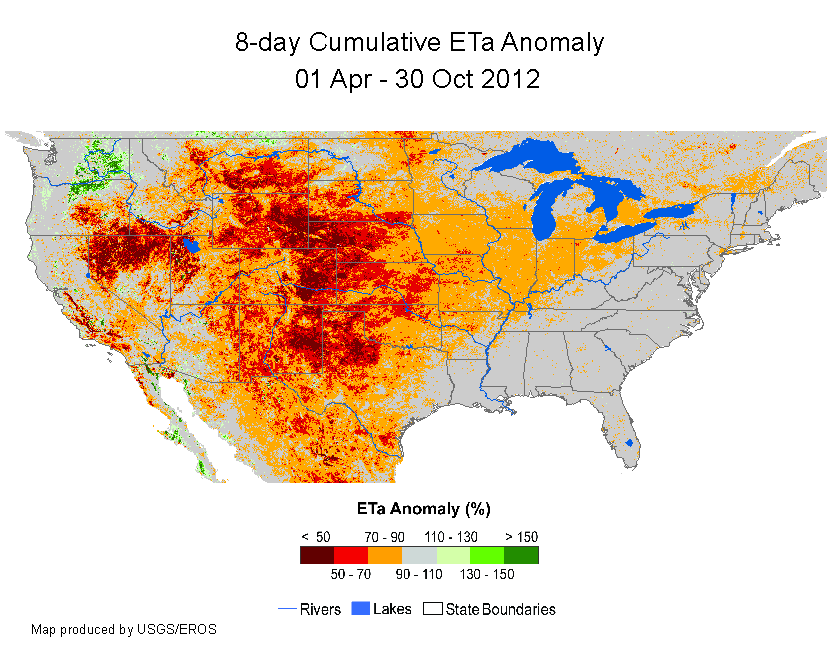 8-day Cumulative ETa Anomaly
01 Apr - 30 Oct 2012
ETa Anomaly (%)
< 50 70 - 90 110 - 130 > 150
50 - 70 90 - 110 130 - 150
Rivers Lakes State Boundaries
Map produced by USGS/EROS